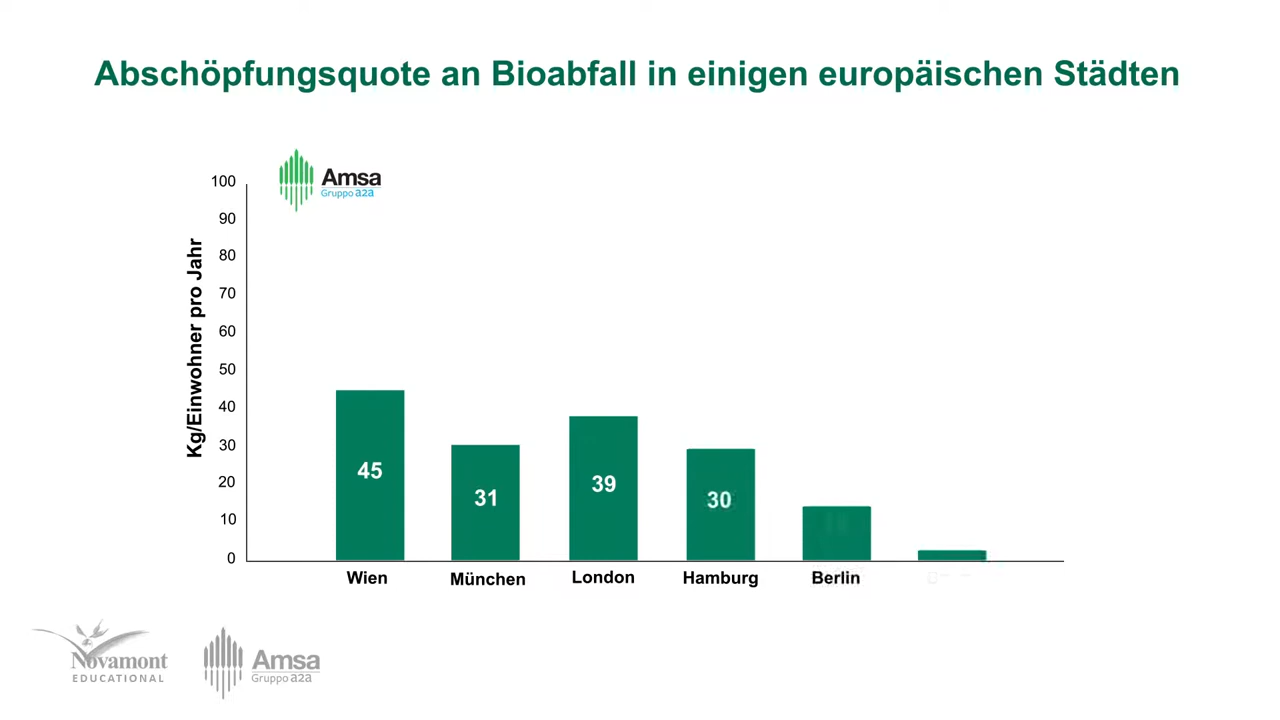 Abschöpfungsquote an Bioabfall in einigen europäischen Städten
Amsa
Gruppo a2a
Kg/Einwohner pro Jahr
100
90
80
70
60
50
40
30
20
10
0
45
31
39
30
Wien
München
London
Hamburg
Berlin
Novamont
EDUCATIONAL
Amsa
Gruppo a2a